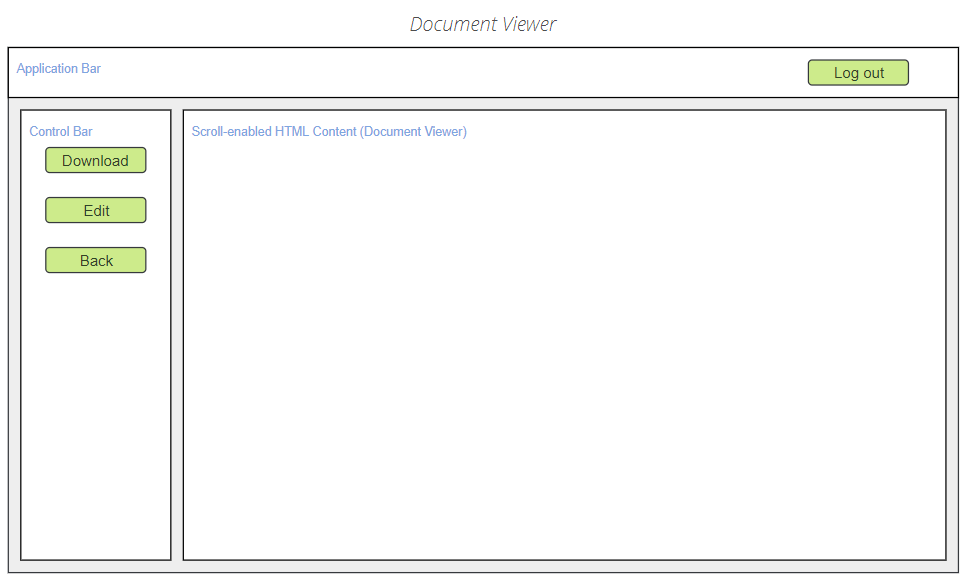 Document Viewer
Application Bar
Log out
Control Bar
Download
Edit
Back
Scroll-enabled HTML Content (Document Viewer)